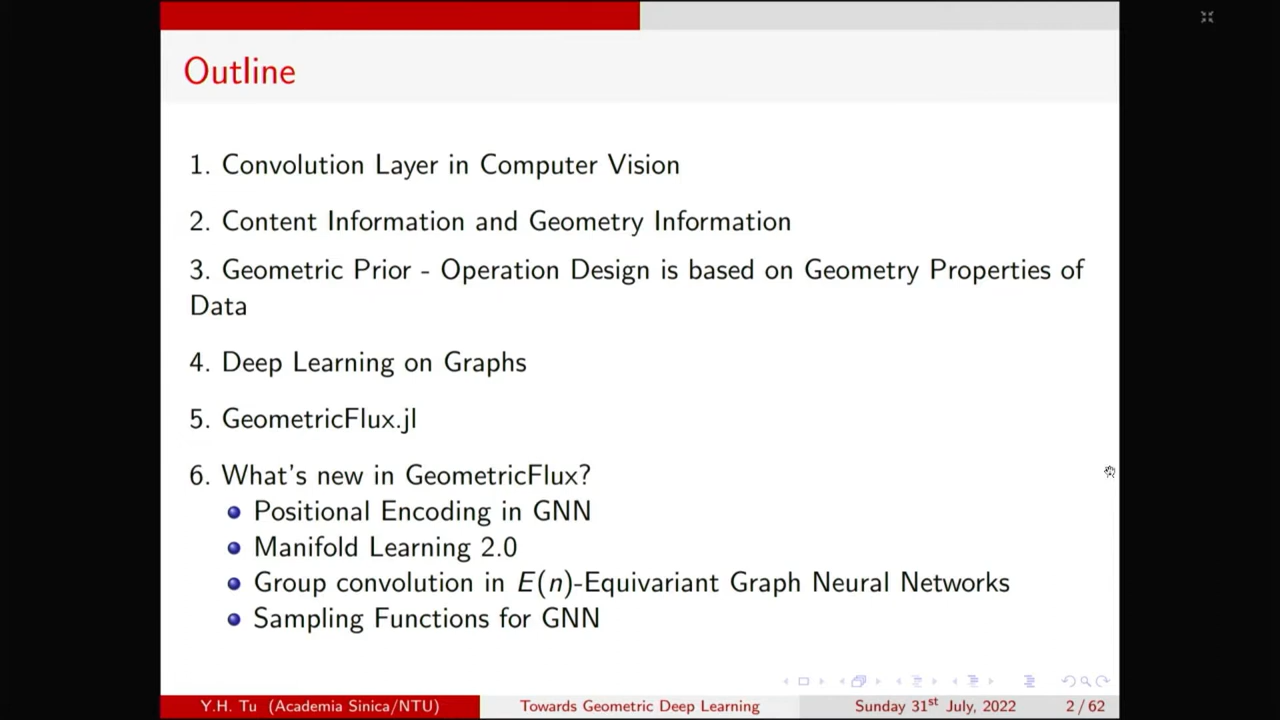 Outline
1. Convolution Layer in Computer Vision
2. Content Information and Geometry Information
3. Geometric Prior - Operation Design is based on Geometry Properties of
Data
4. Deep Learning on Graphs
5. GeometricFlux.jl
6. What's new in GeometricFlux?
Positional Encoding in GNN
Manifold Learning 2.0
Group convolution in E(n)-Equivariant Graph Neural Networks
Sampling Functions for GNN
Y.H. Tu (Academia Sinica/NTU) Towards Geometric Deep Learning Sunday 31st July, 2022 2 / 62